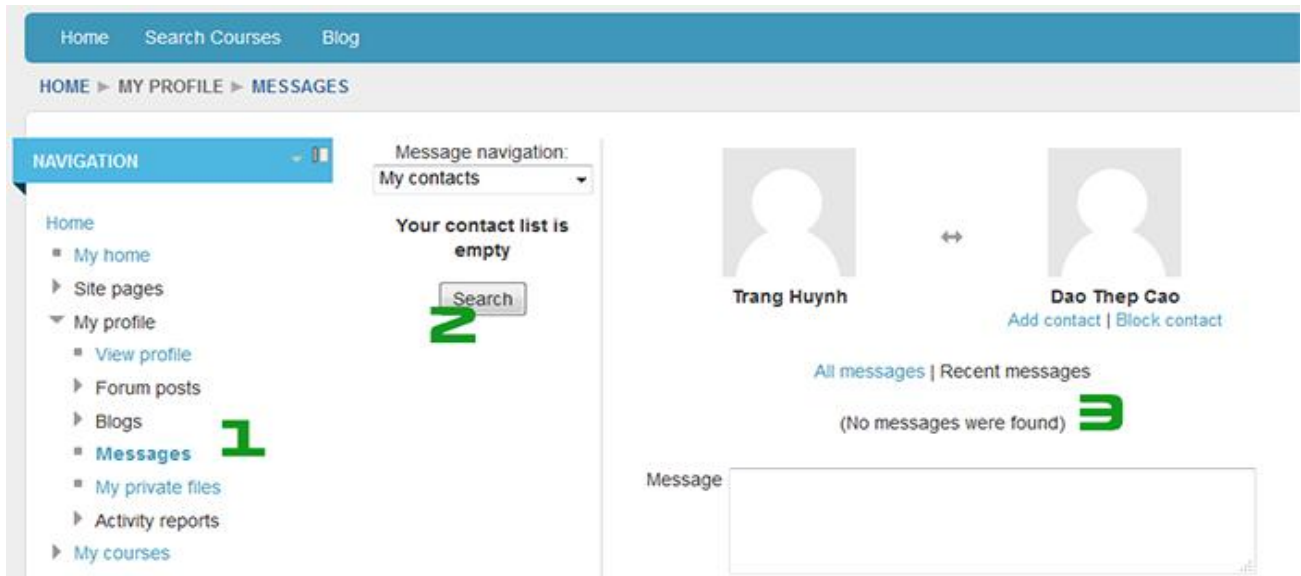 Home Search Courses Blog
HOME ► MY PROFILE ► MESSAGES
NAVIGATION
Home
My home
Site pages
My profile
View profile
Forum posts
Blogs
Messages
My private files
Activity reports
My courses
1
Message navigation:
My contacts
Your contact list is
empty
Search
2
Trang Huynh
Dao Thep Cao
Add contact | Block contact
All messages | Recent messages
(No messages were found)
3
Message